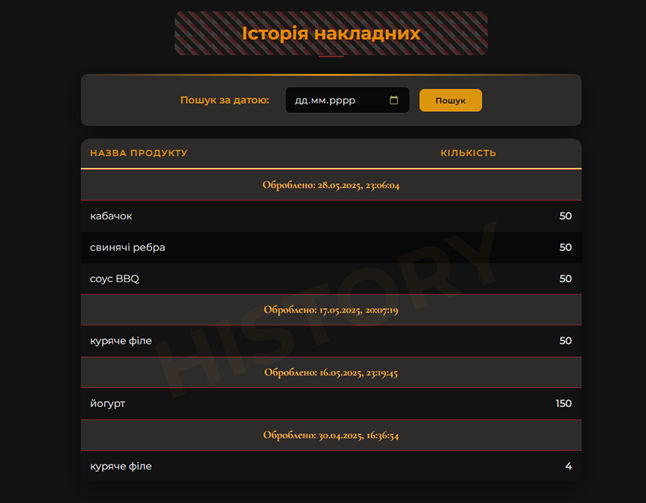 Історія накладних
Пошук за датою: дд.мм.рррр Пошук
НАЗВА ПРОДУКТУ КІЛЬКІСТЬ
Оброблено: 28.05.2025, 23:06:04
кабачок 50
свинячі ребра 50
соус BBQ 50
Оброблено: 17.05.2025, 20:07:19
куряче філе 50
Оброблено: 16.05.2025, 23:19:45
йогурт 150
Оброблено: 30.04.2025, 16:36:54
куряче філе 4
HISTORY